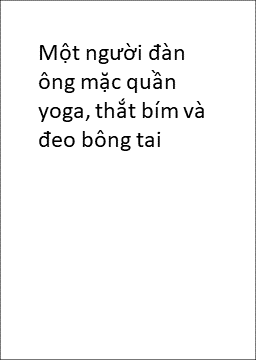 Một người đàn
ông mặc quần
yoga, thắt bím và
đeo bông tai